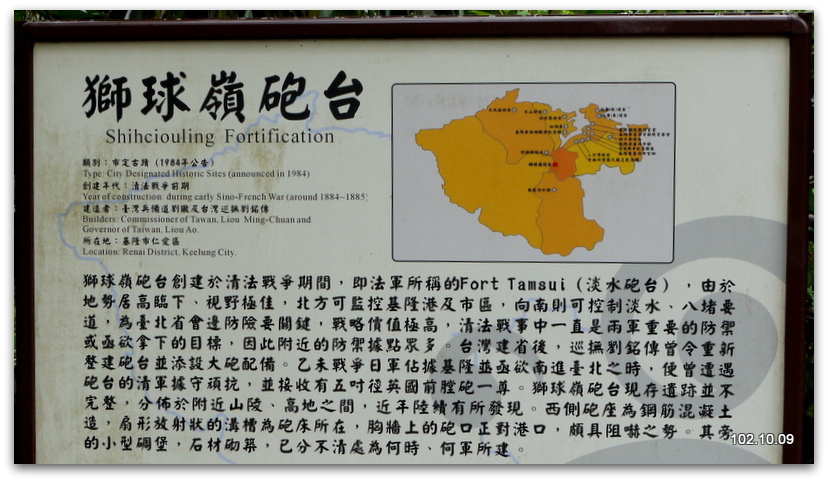 獅球嶺砲台
Shihciouling Fortification
類別：市定古蹟（1984年公告）
Type: City Designated Historic Sites (announced in 1984)
創建年代：清法戰爭前期
Year of construction: during early Sino-French War (around 1884~1885)
建造者：臺灣兵備道劉璈及台灣巡撫劉銘傳
Builders: Commissioner of Tawan, Liou Ming-Chuan and
Governor of Taiwan, Liou Ao.
所在地：基隆市仁愛區
Location: Renai District, Keelung City.
獅球嶺砲台創建於清法戰爭期間，即法軍所稱的Fort Tamsui（淡水砲台），由於
地勢居高臨下、視野極佳，北方可監控基隆港及市區，向南則可控制淡水、八堵要
道，為臺北省會邊防險要關鍵，戰略價值極高，清法戰事中一直是兩軍重要的防禦
或亟欲拿下的目標，因此附近的防禦據點眾多。台灣建省後，巡撫劉銘傳曾令重新
整建砲台並添設大砲配備。乙未戰爭日軍佔據基隆並亟欲南進臺北之時，便曾遭遇
砲台的清軍據守頑抗，並接收有五吋徑英國前膛砲一尊。獅球嶺砲台現存遺跡並不
完整，分佈於附近山陵、高地之間，近年陸續有所發現。西側砲座為鋼筋混凝土
造，扇形放射狀的溝槽為砲床所在，胸牆上的砲口正對港口，頗具阻嚇之勢。其旁
的小型碉堡，石材砌築，已分不清處為何時、何軍所建。
102.10.09